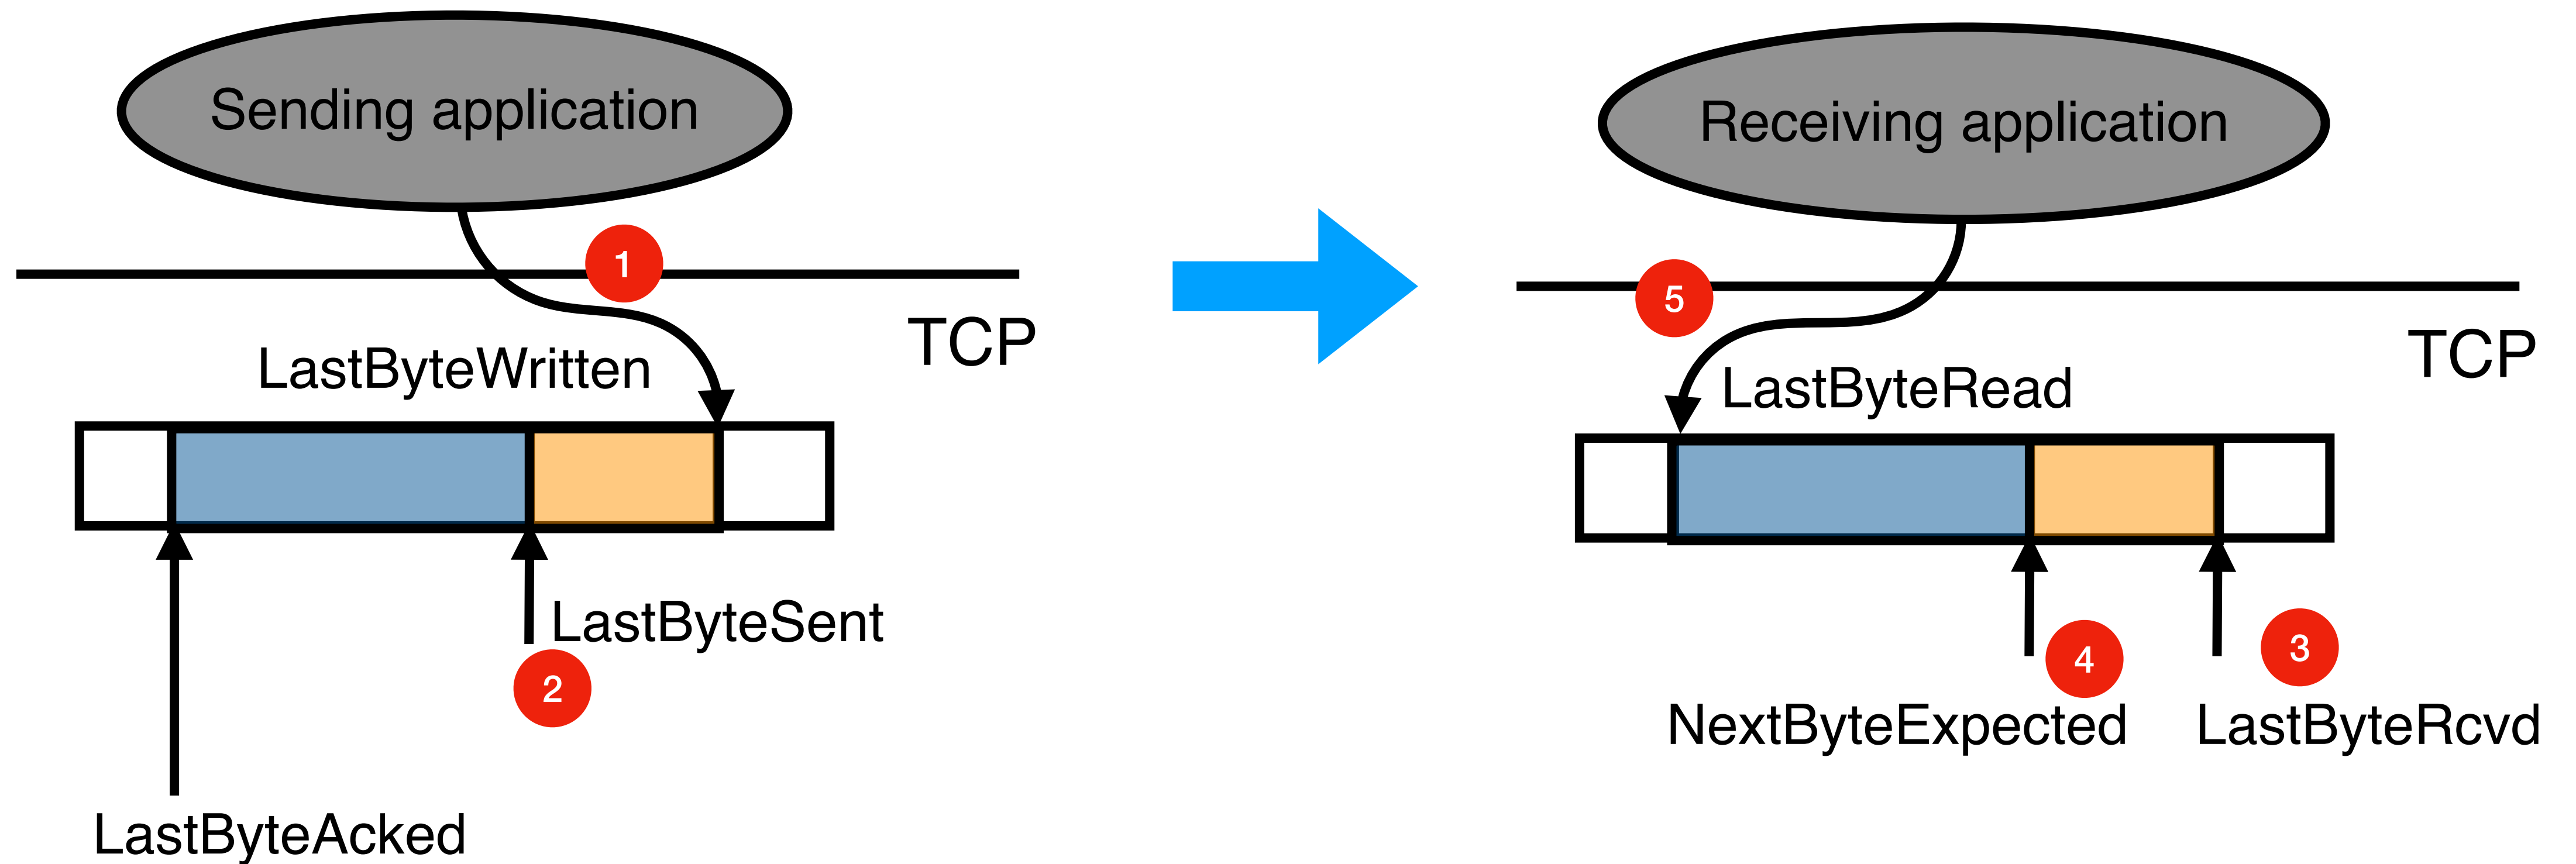 Sending application
1
TCP
LastByteWritten
LastByteSent
2
LastByteAcked
Receiving application
5
TCP
LastByteRead
4
3
NextByteExpected
LastByteRcvd